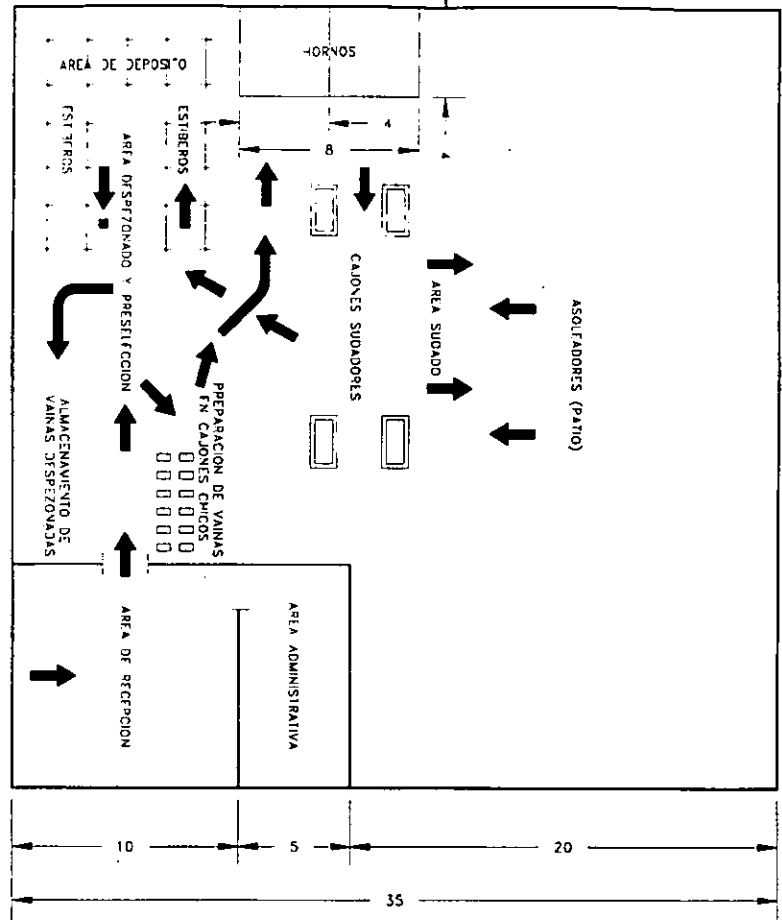 HORNOS
AREA DE DEPOSITO
ESTIBEROS
AREA DESPEZONADO Y PRESELECCION
ESTIBEROS
4
8
CAJONES SUDADORES
AREA SUDADO
ASOLEADORES (PATIO)
ALMACENAMIENTO DE
VAINAS DESPEZONADAS
PREPARACION DE VAINAS
EN CAJONES CHICOS
AREA DE RECEPCION
AREA ADMINISTRATIVA
10
5
20
35